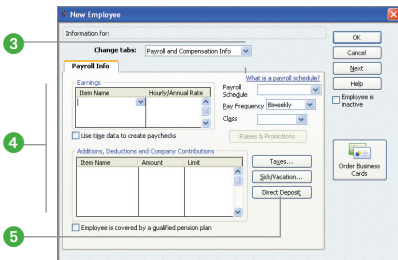 New Employee
Information for:
3
Change tabs: Payroll and Compensation Info
OK
Cancel
Next
Help
Employee is inactive
Order Business Cards
Payroll Info
What is a payroll schedule?
4
Earnings
Item Name Hourly/Annual Rate
Payroll Schedule
Pay Frequency Biweekly
Class
Use time data to create paychecks
Raises & Promotions
Additions, Deductions and Company Contributions
Item Name Amount Limit
Taxes...
Sick/Vacation...
Direct Deposit
5
Employee is covered by a qualified pension plan